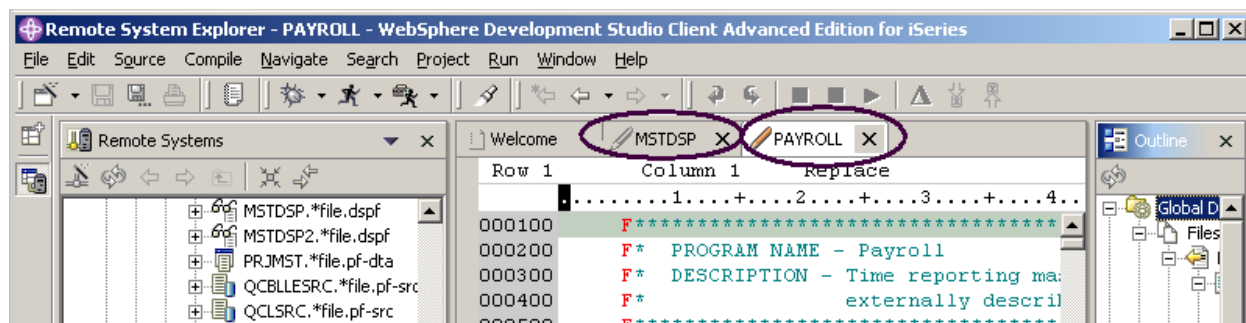 Remote System Explorer - PAYROLL - WebSphere Development Studio Client Advanced Edition for iSeries
File Edit Source Compile Navigate Search Project Run Window Help
Remote Systems
MSTDSP.*file.dspf
MSTDSP2.*file.dspf
PRJMST.*file.pf-dta
QCBLLESRC.*file.pf-src
QCLSRC.*file.pf-src
Welcome MSTDSP PAYROLL
Row 1 Column 1 Replace
.........1....+....2....+....3....+....4..
000100 F************************************
000200 F* PROGRAM NAME - Payroll
000300 F* DESCRIPTION - Time reporting
000400 F* externally
Outline
Global D
Files